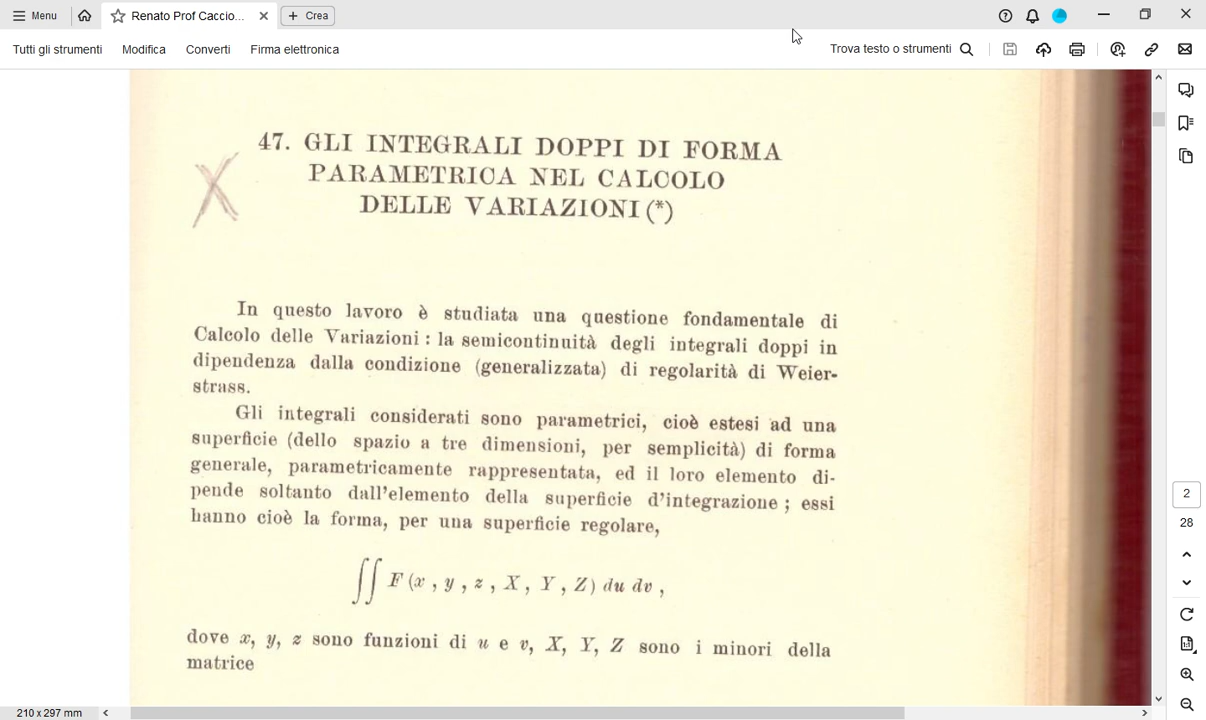 Menu
Renato Prof Caccio...
Crea
Tutti gli strumenti
Modifica
Converti
Firma elettronica
Trova testo o strumenti
47. GLI INTEGRALI DOPPI DI FORMA
PARAMETRICA NEL CALCOLO
DELLE VARIAZIONI (*)
In questo lavoro è studiata una questione fondamentale di
Calcolo delle Variazioni : la semicontinuità degli integrali doppi in
dipendenza dalla condizione (generalizzata) di regolarità di Weier-
strass.
Gli integrali considerati sono parametrici, cioè estesi ad una
superficie (dello spazio a tre dimensioni, per semplicità) di forma
generale, parametricamente rappresentata, ed il loro elemento di-
pende soltanto dall'elemento della superficie d'integrazione ; essi
hanno cioè la forma, per una superficie regolare,
∬ F (x , y , z , X , Y , Z) du dv ,
dove x, y, z sono funzioni di u e v, X, Y, Z sono i minori della
matrice
2
28
210 x 297 mm